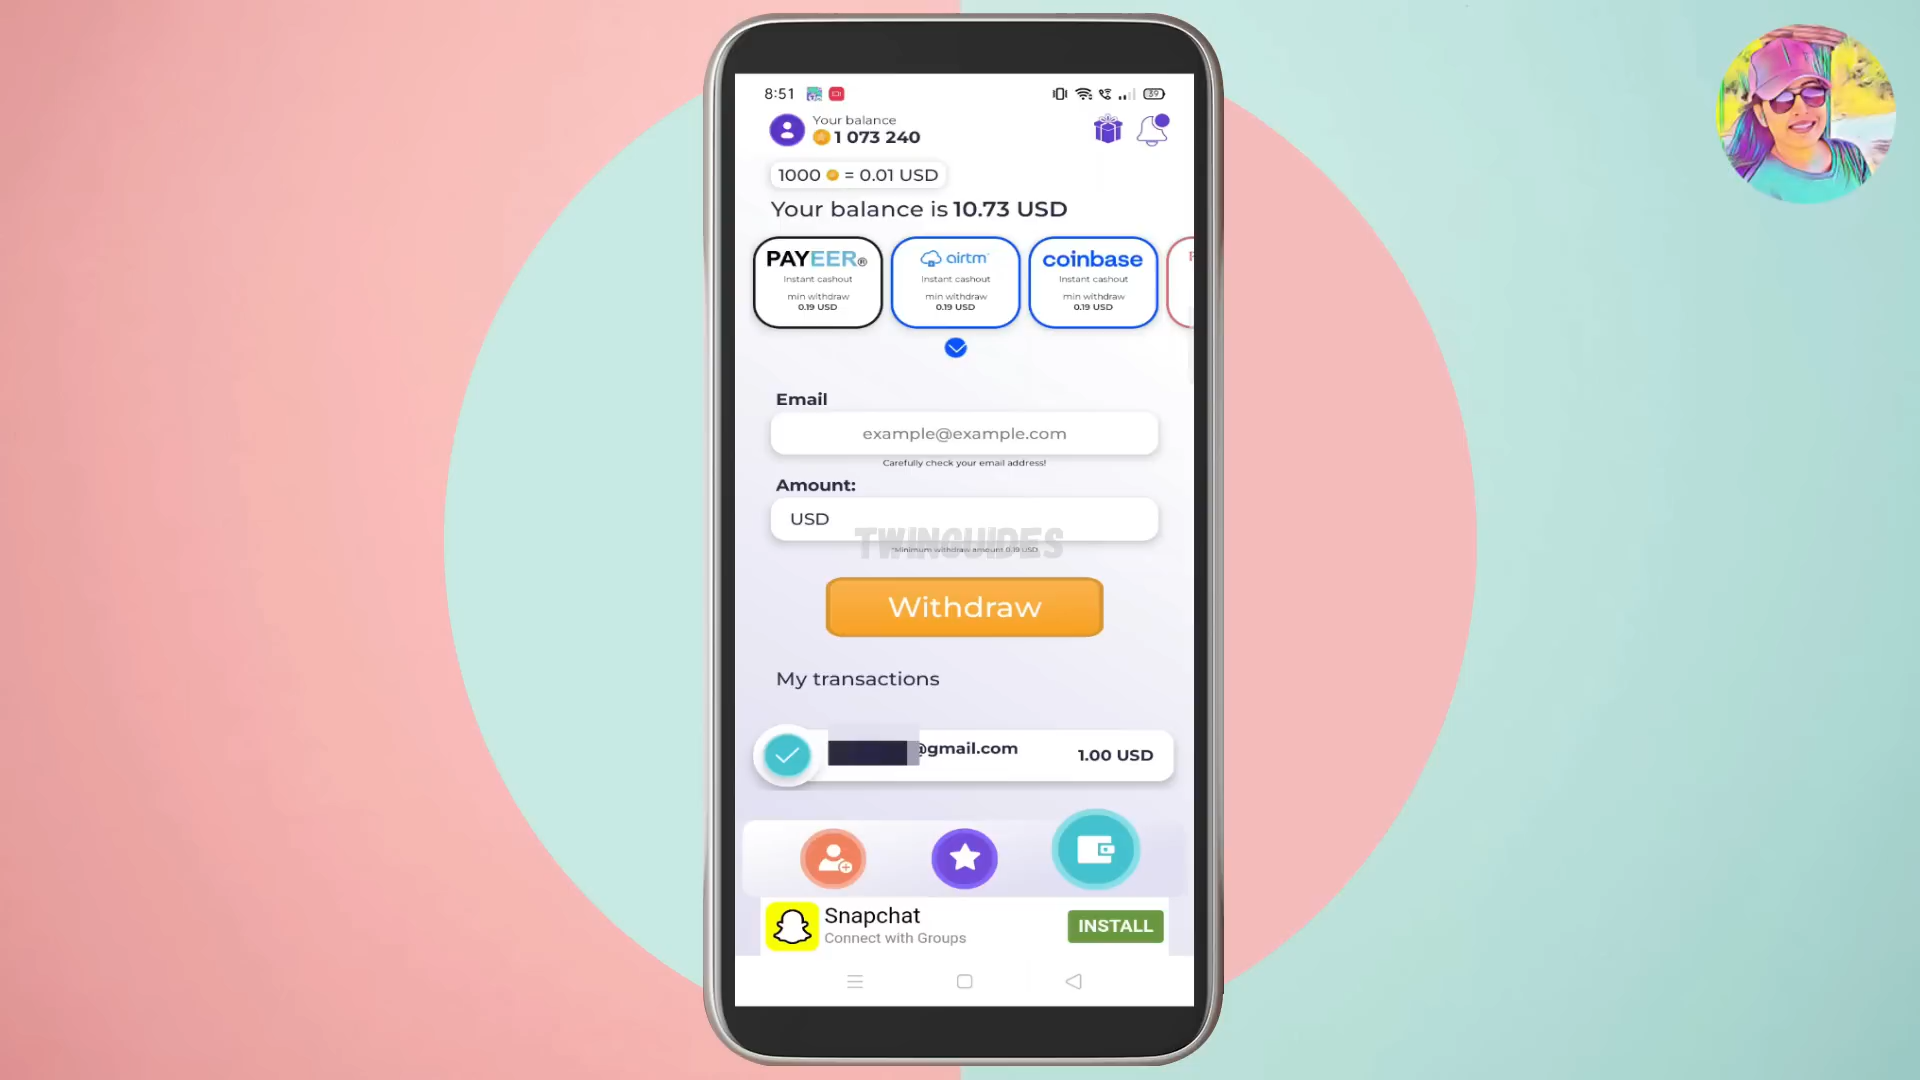 8:51
59
Your balance
1 073 240
1000 = 0.01 USD
Your balance is 10.73 USD
PAYEER®
Instant cashout
min withdraw
0.19 USD
airtm
Instant cashout
min withdraw
0.19 USD
coinbase
Instant cashout
min withdraw
0.19 USD
Email
example@example.com
Carefully check your email address!
Amount:
USD
TWINGUIDES
*Minimum withdraw amount 0.19 USD
Withdraw
My transactions
@gmail.com
1.00 USD
Snapchat
Connect with Groups
INSTALL